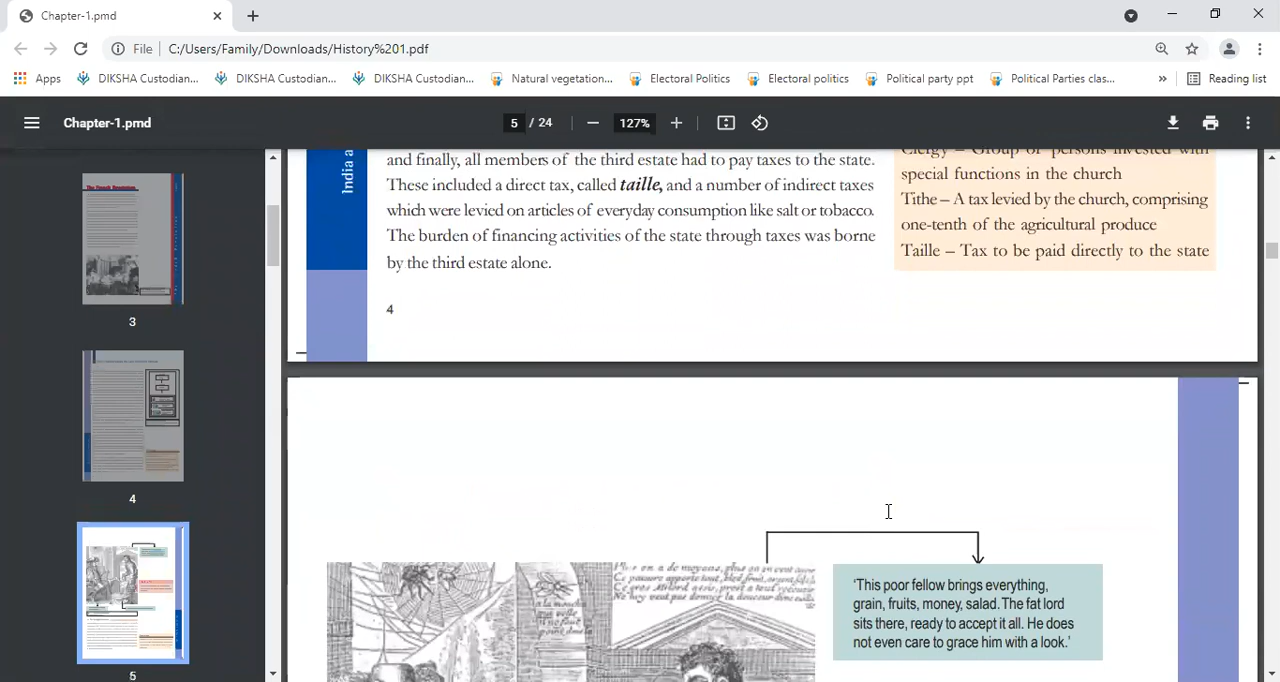 Chapter-1.pmd
File
C:/Users/Family/Downloads/History%201.pdf
Apps
DIKSHA Custodian...
DIKSHA Custodian...
DIKSHA Custodian...
Natural vegetation...
Electoral Politics
Electoral politics
Political party ppt
Political Parties clas...
»
Reading list
Chapter-1.pmd
5 / 24
127%
3
4
5
India a
and finally, all members of the third estate had to pay taxes to the state.
These included a direct tax, called taille, and a number of indirect taxes
which were levied on articles of everyday consumption like salt or tobacco.
The burden of financing activities of the state through taxes was borne
by the third estate alone.
4
Clergy – Group of persons invested with
special functions in the church
Tithe – A tax levied by the church, comprising
one-tenth of the agricultural produce
Taille – Tax to be paid directly to the state
‘This poor fellow brings everything,
grain, fruits, money, salad. The fat lord
sits there, ready to accept it all. He does
not even care to grace him with a look.’